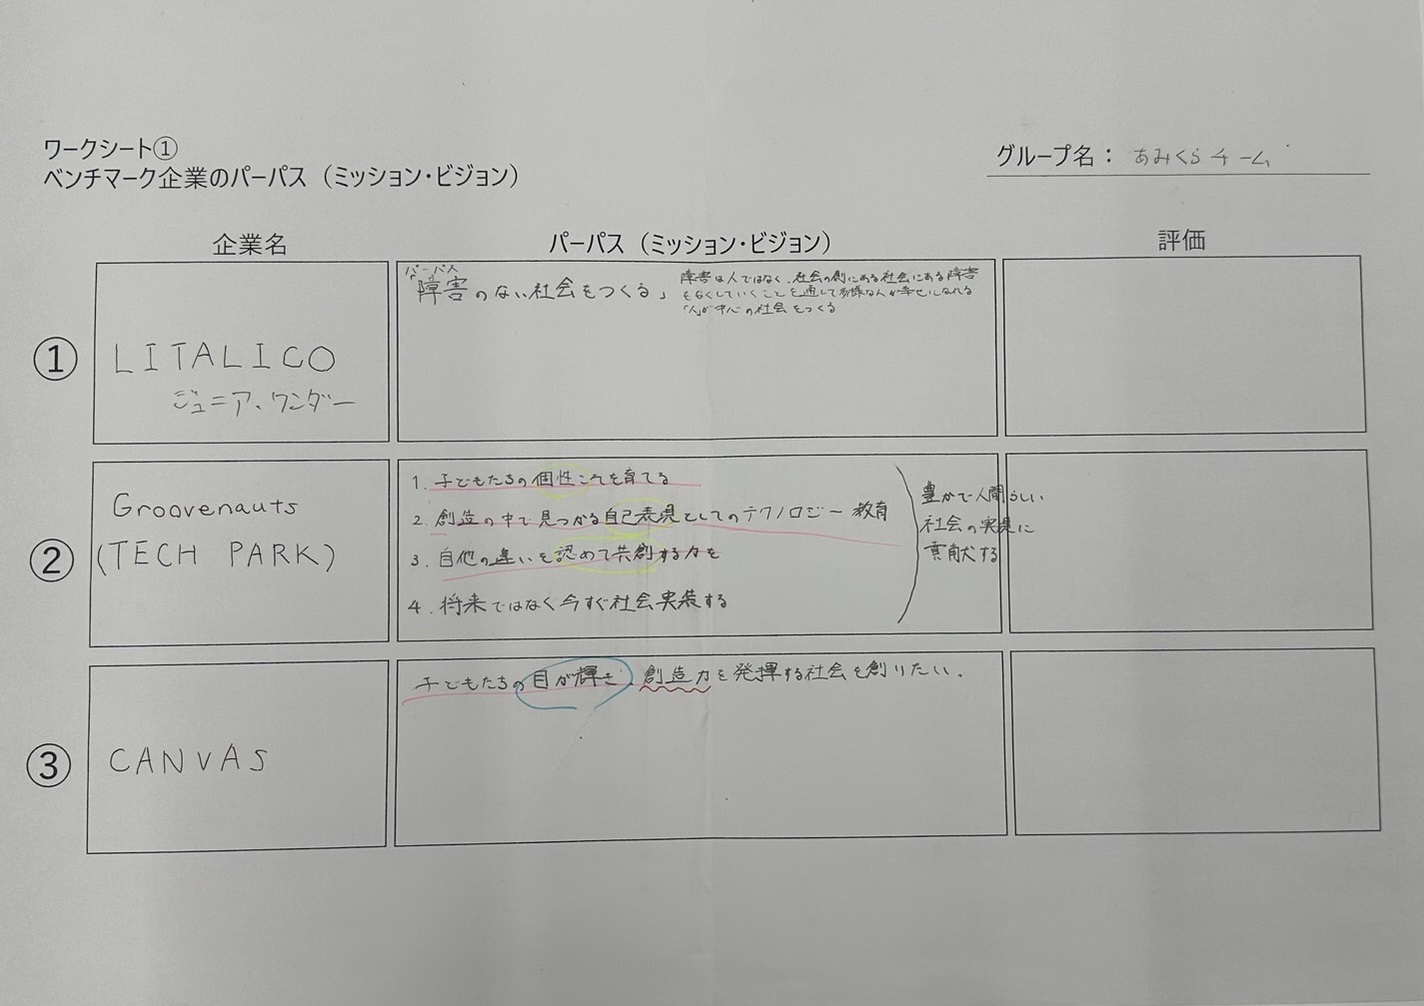 ワークシート①
ベンチマーク企業のパーパス（ミッション・ビジョン）
グループ名： あみくらチーム
企業名
パーパス（ミッション・ビジョン）
評価
①
LITALICO
ジュニア、ワンダー
パーパス
「障害のない社会をつくる」
障害は人ではなく、社会の側にある社会にある障害
をなくしていくことを通して多様な人が幸せになれる
「人」が中心の社会をつくる
②
Groovenauts
(TECH PARK)
1. 子どもたちの個性こそを育てる
2. 創造の中で見つかる自己表現としてのテクノロジー教育
3. 自他の違いを認めて共創する力を
4. 将来ではなく今すぐ社会実装する
豊かで人間らしい
社会の実現に
貢献する
③
CANVAS
子どもたちの目が輝き、創造力を発揮する社会を創りたい.